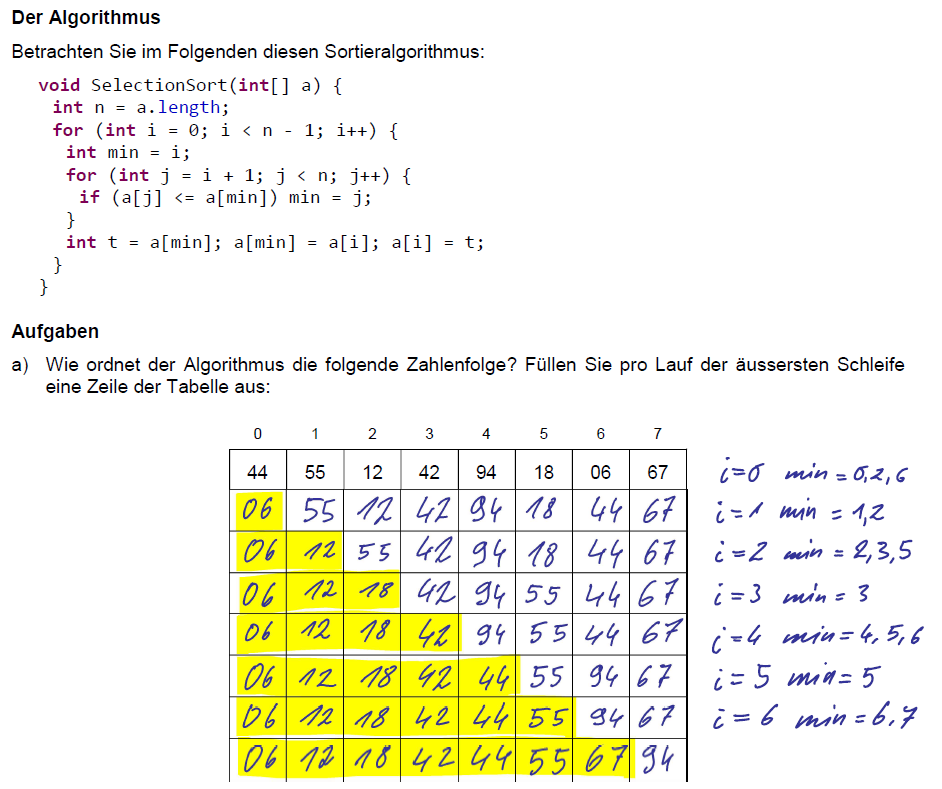 Der Algorithmus
Betrachten Sie im Folgenden diesen Sortieralgorithmus:
void SelectionSort(int[] a) {
int n = a.length;
for (int i = 0; i < n - 1; i++) {
int min = i;
for (int j = i + 1; j < n; j++) {
if (a[j] <= a[min]) min = j;
}
int t = a[min]; a[min] = a[i]; a[i] = t;
}
}
Aufgaben
a) Wie ordnet der Algorithmus die folgende Zahlenfolge? Füllen Sie pro Lauf der äussersten Schleife
eine Zeile der Tabelle aus:
0 1 2 3 4 5 6 7
44 55 12 42 94 18 06 67 i=0 min = 0,2,6
06 55 12 42 94 18 44 67 i=1 min = 1,2
06 12 55 42 94 18 44 67 i=2 min = 2,3,5
06 12 18 42 94 55 44 67 i=3 min = 3
06 12 18 42 94 55 44 67 i=4 min=4,5,6
06 12 18 42 44 55 94 67 i=5 min=5
06 12 18 42 44 55 94 67 i=6 min=6,7
06 12 18 42 44 55 67 94